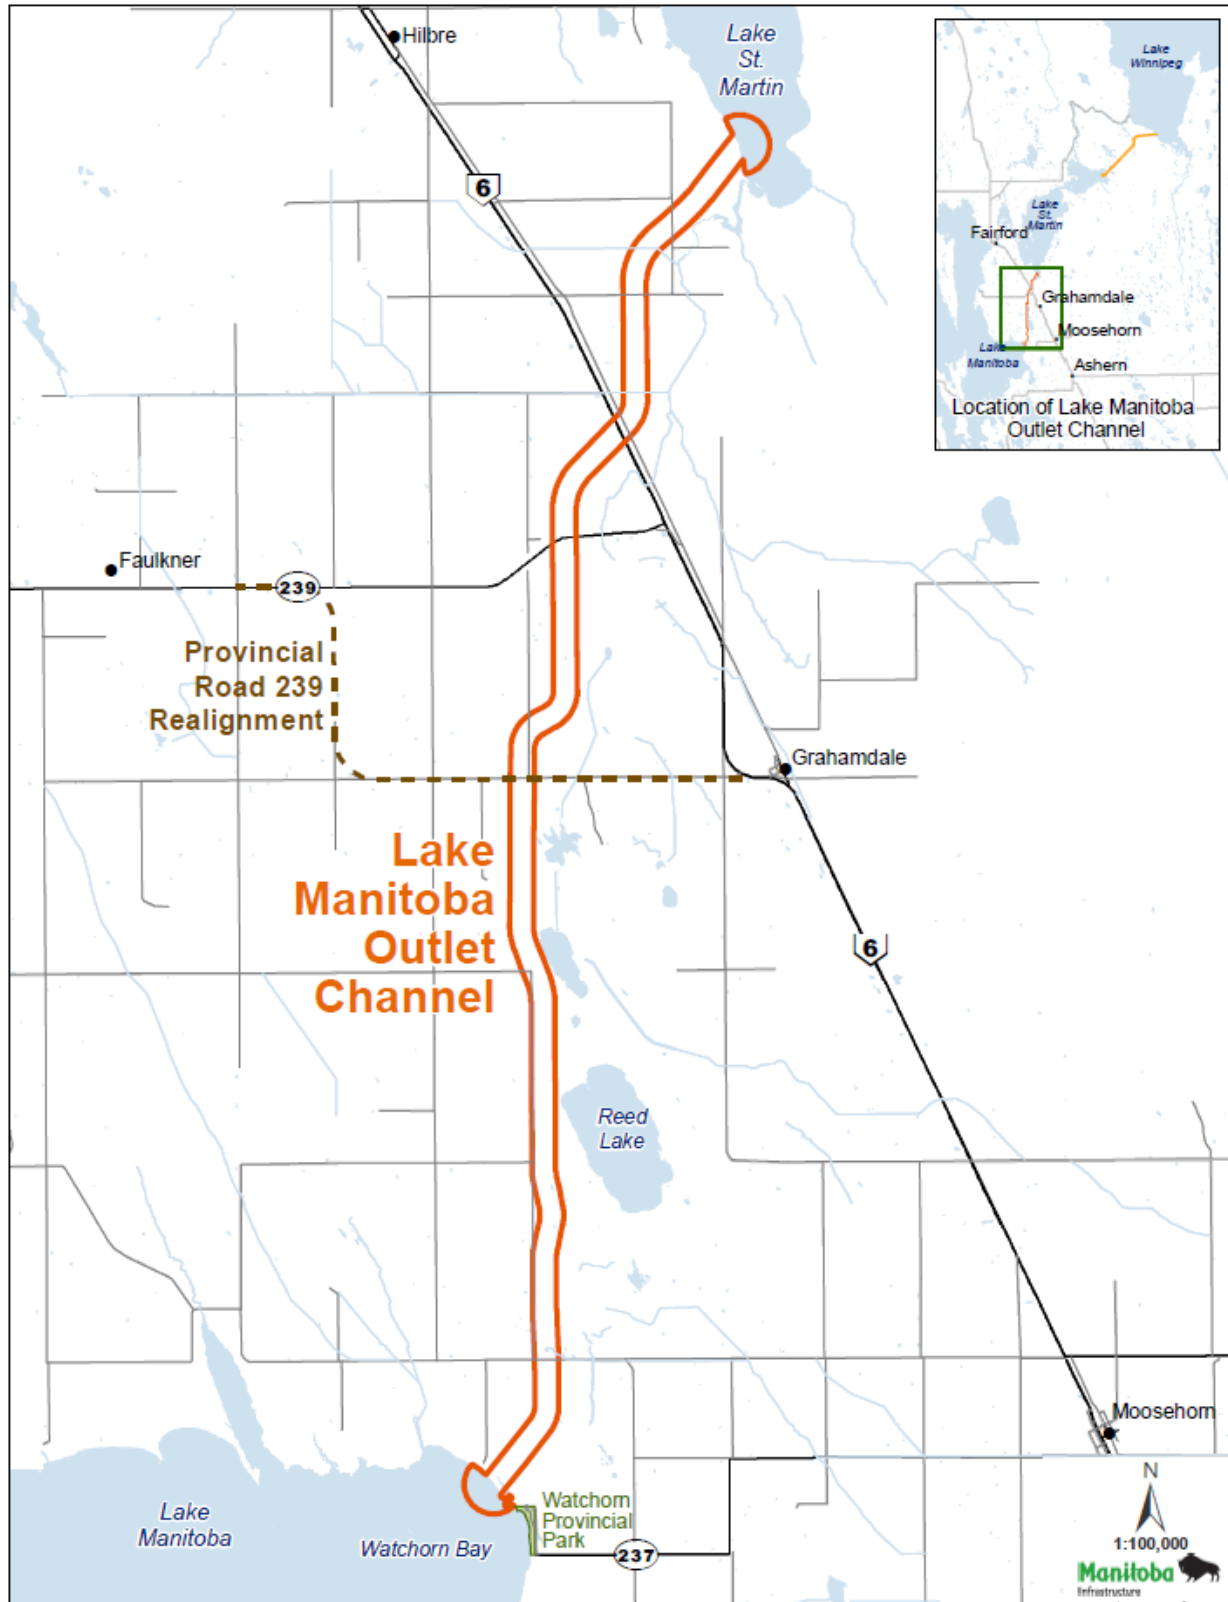 Hilbre
Lake
St.
Martin
6
Lake
Winnipeg
Lake
St.
Martin
Fairford
Grahamdale
Moosehorn
Lake
Manitoba
Ashern
Location of Lake Manitoba
Outlet Channel
Faulkner
239
Provincial
Road 239
Realignment
Grahamdale
Lake
Manitoba
Outlet
Channel
6
Reed
Lake
Moosehorn
Lake
Manitoba
Watchorn Bay
Watchorn
Provincial
Park
237
N
1:100,000
Manitoba
Infrastructure